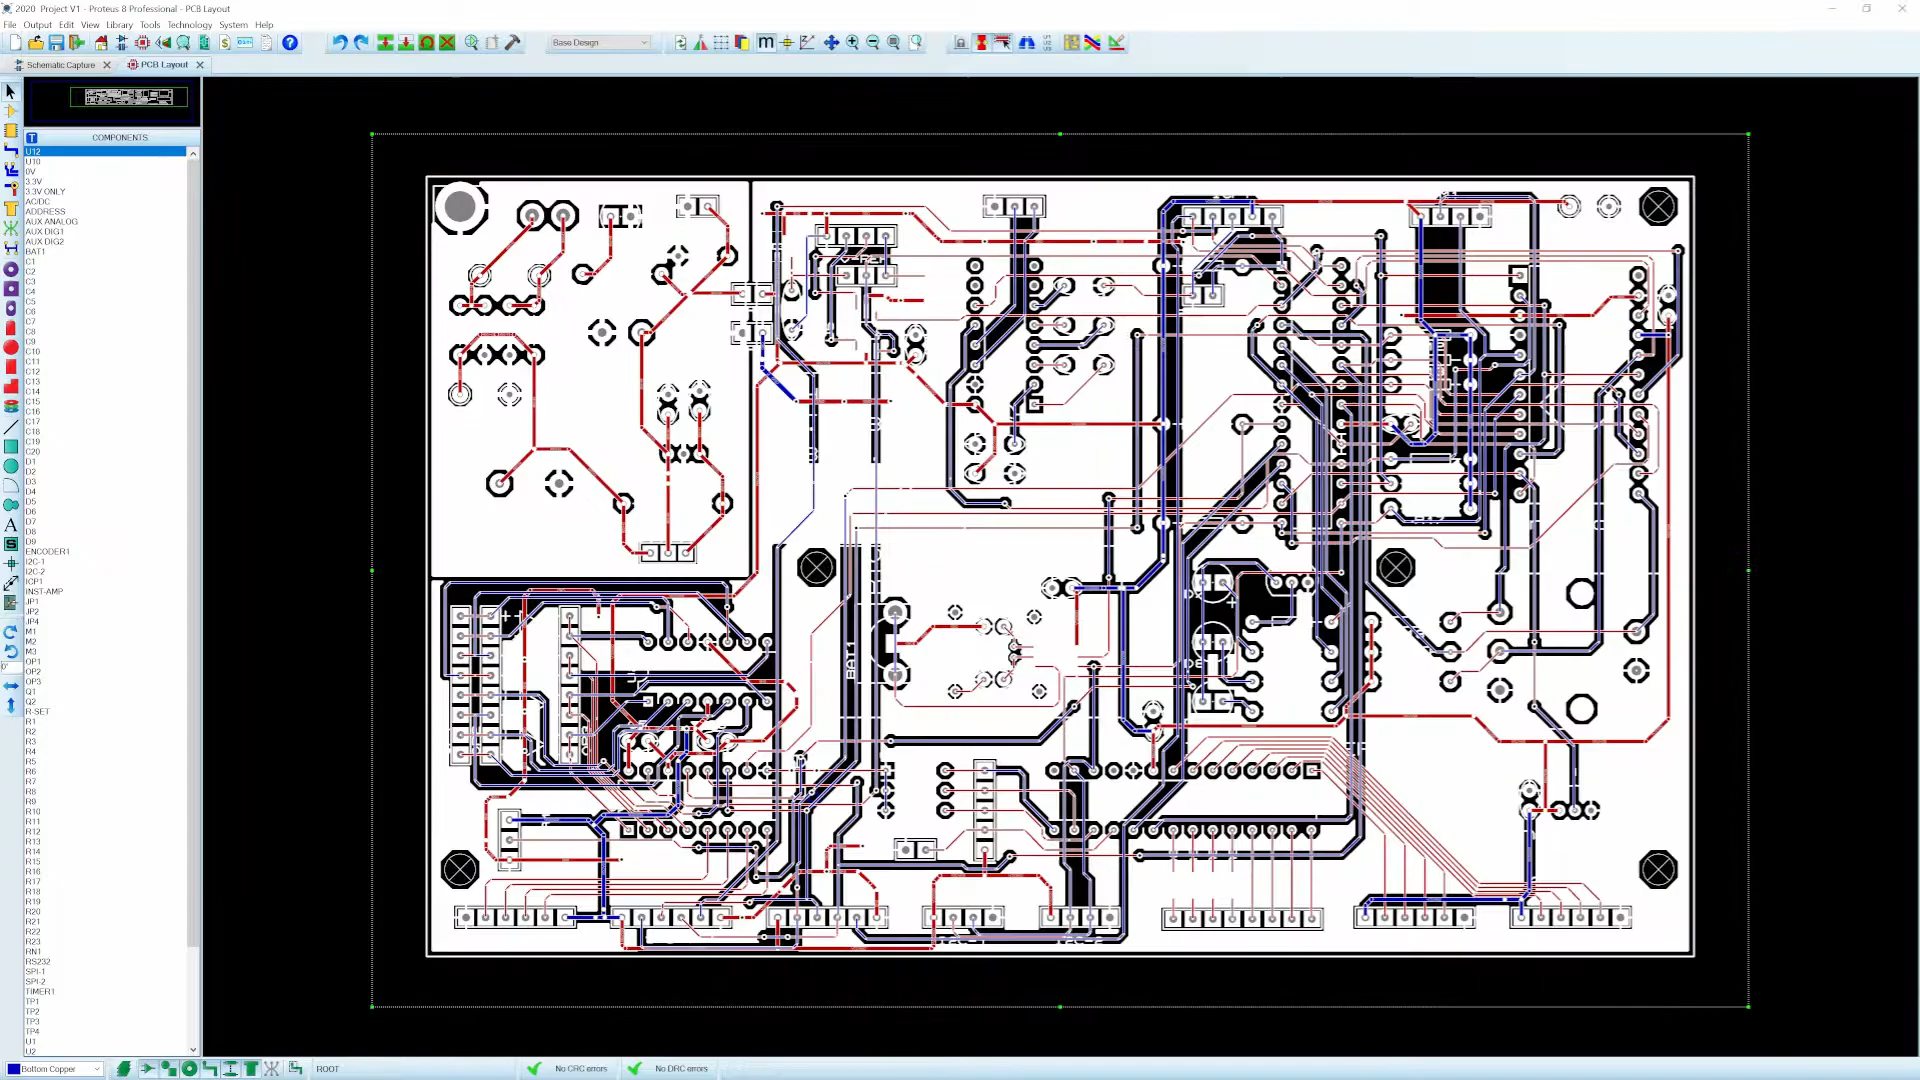 2020 Project V1 - Proteus 8 Professional - PCB Layout
File Output Edit View Library Tools Technology System Help
Base Design
Schematic Capture
PCB Layout
COMPONENTS
U12
U10
0V
3.3V
3.3V ONLY
AC/DC
ADDRESS
AUX ANALOG
AUX DIG1
AUX DIG2
BAT1
C1
C2
C3
C4
C5
C6
C7
C8
C9
C10
C11
C12
C13
C14
C15
C16
C17
C18
C19
C20
D1
D2
D3
D4
D5
D6
D7
D8
D9
ENCODER1
I2C-1
I2C-2
ICP1
INST-AMP
JP1
JP2
JP4
M1
M2
M3
OP1
OP2
OP3
Q1
Q2
R-SET
R1
R2
R3
R4
R5
R6
R7
R8
R9
R10
R11
R12
R13
R14
R15
R16
R17
R18
R19
R20
R21
R22
R23
RN1
RS232
SPI-1
SPI-2
TIMER1
TP1
TP2
TP3
TP4
U1
U2
BAT1
Bottom Copper
ROOT
No CRC errors
No DRC errors